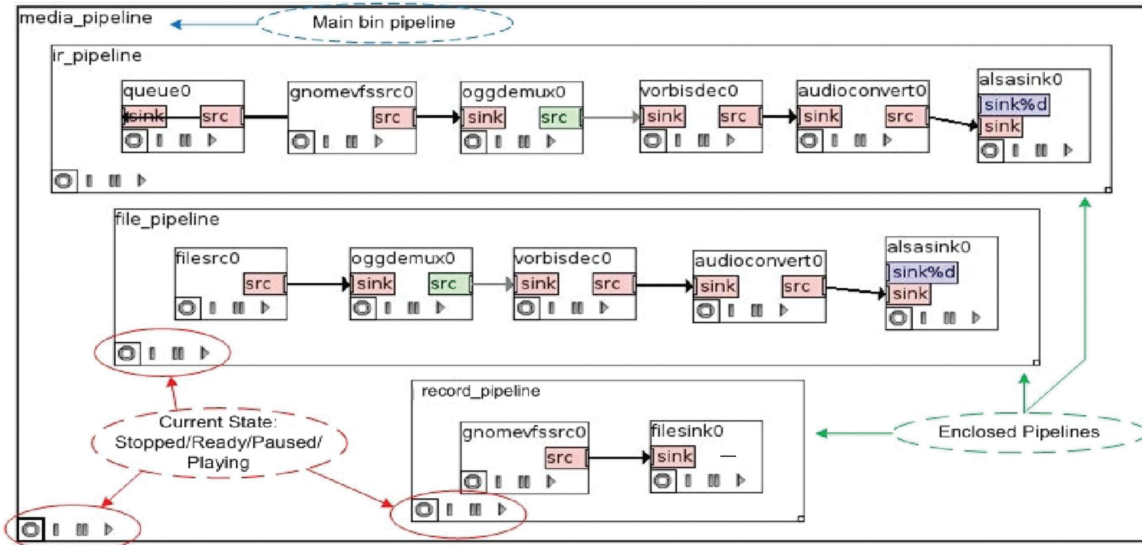 media_pipeline
Main bin pipeline
ir_pipeline
queue0
sink src
gnomevfssrc0
src
oggdemux0
sink src
vorbisdec0
sink src
audioconvert0
sink src
alsasink0
sink%d
sink
file_pipeline
filesrc0
src
oggdemux0
sink src
vorbisdec0
sink src
audioconvert0
sink src
alsasink0
sink%d
sink
record_pipeline
gnomevfssrc0
src
filesink0
sink
Current State:
Stopped/Ready/Paused/
Playing
Enclosed Pipelines